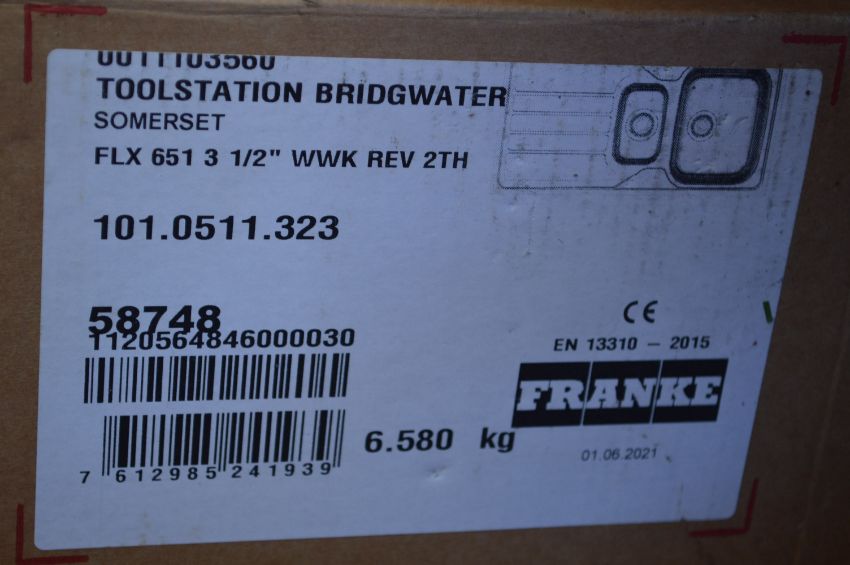 0011103560
TOOLSTATION BRIDGWATER
SOMERSET
FLX 651 3 1/2" WWK REV 2TH
101.0511.323
58748
1120564846000030
CE
EN 13310 - 2015
FRANKE
7 612985 241939
6.580 kg
01.06.2021